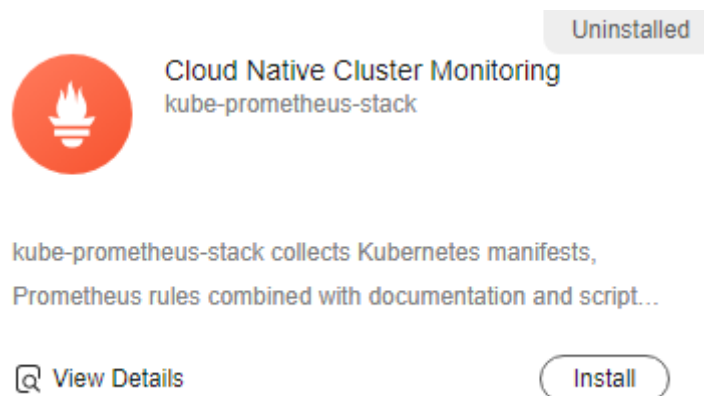 Uninstalled
Cloud Native Cluster Monitoring
kube-prometheus-stack
kube-prometheus-stack collects Kubernetes manifests,
Prometheus rules combined with documentation and script...
View Details
Install